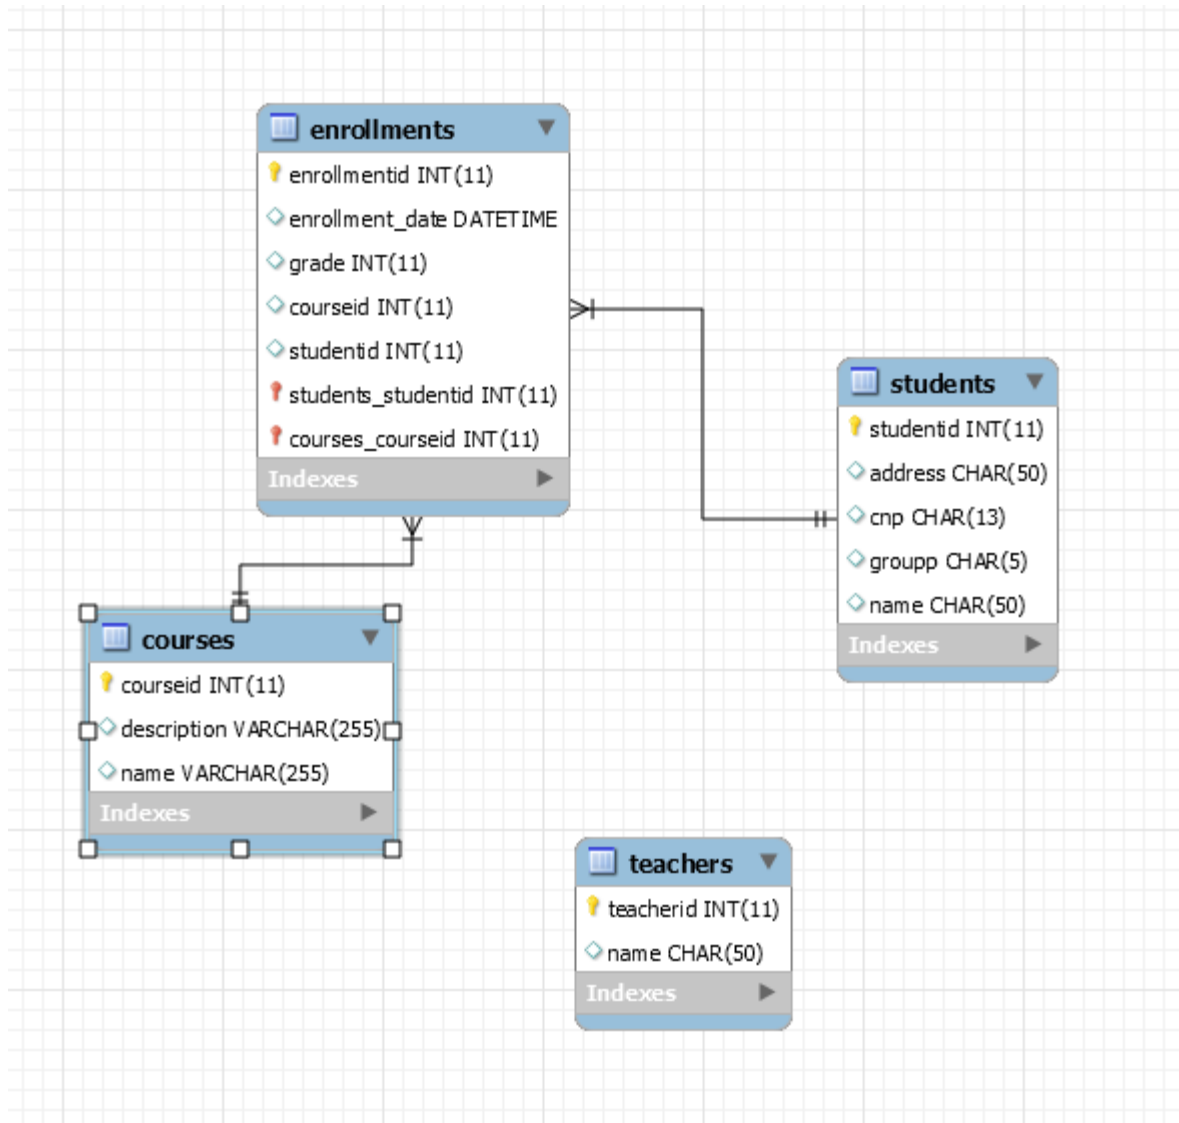 enrollments
enrollmentid INT(11)
enrollment_date DATETIME
grade INT(11)
courseid INT(11)
studentid INT(11)
students_studentid INT(11)
courses_courseid INT(11)
Indexes
students
studentid INT(11)
address CHAR(50)
cnp CHAR(13)
groupp CHAR(5)
name CHAR(50)
Indexes
courses
courseid INT(11)
description VARCHAR(255)
name VARCHAR(255)
Indexes
teachers
teacherid INT(11)
name CHAR(50)
Indexes